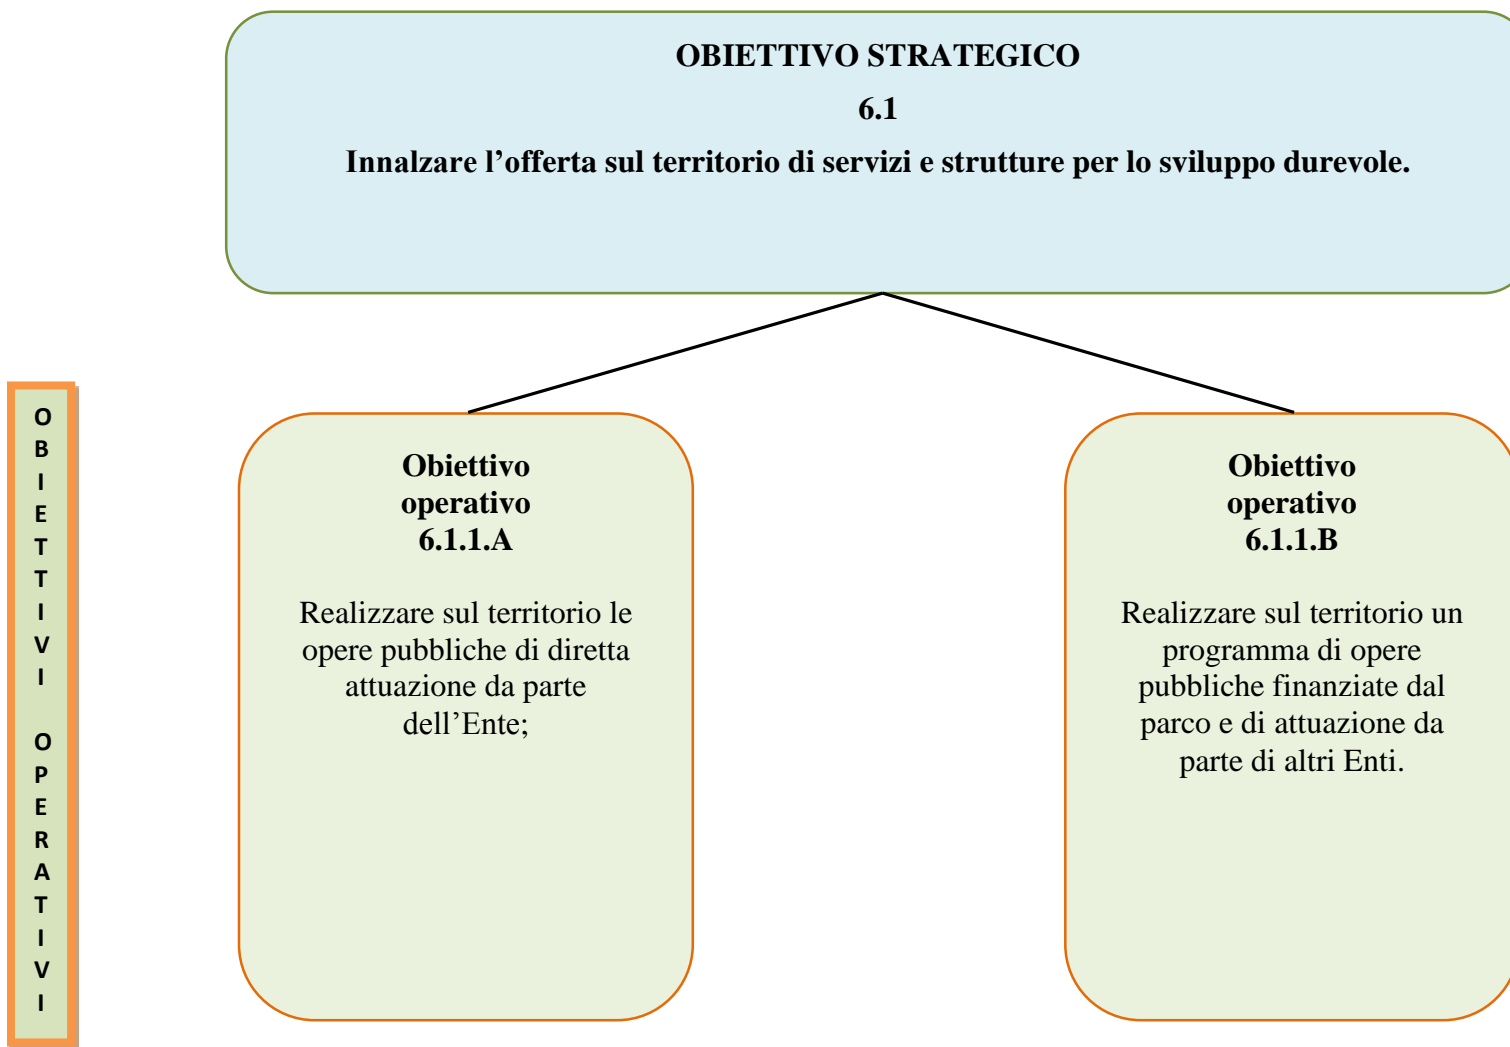 OBIETTIVO STRATEGICO
6.1
Innalzare l’offerta sul territorio di servizi e strutture per lo sviluppo durevole.
OBIETTIVI OPERATIVI
Obiettivo
operativo
6.1.1.A
Realizzare sul territorio le
opere pubbliche di diretta
attuazione da parte
dell’Ente;
Obiettivo
operativo
6.1.1.B
Realizzare sul territorio un
programma di opere
pubbliche finanziate dal
parco e di attuazione da
parte di altri Enti.